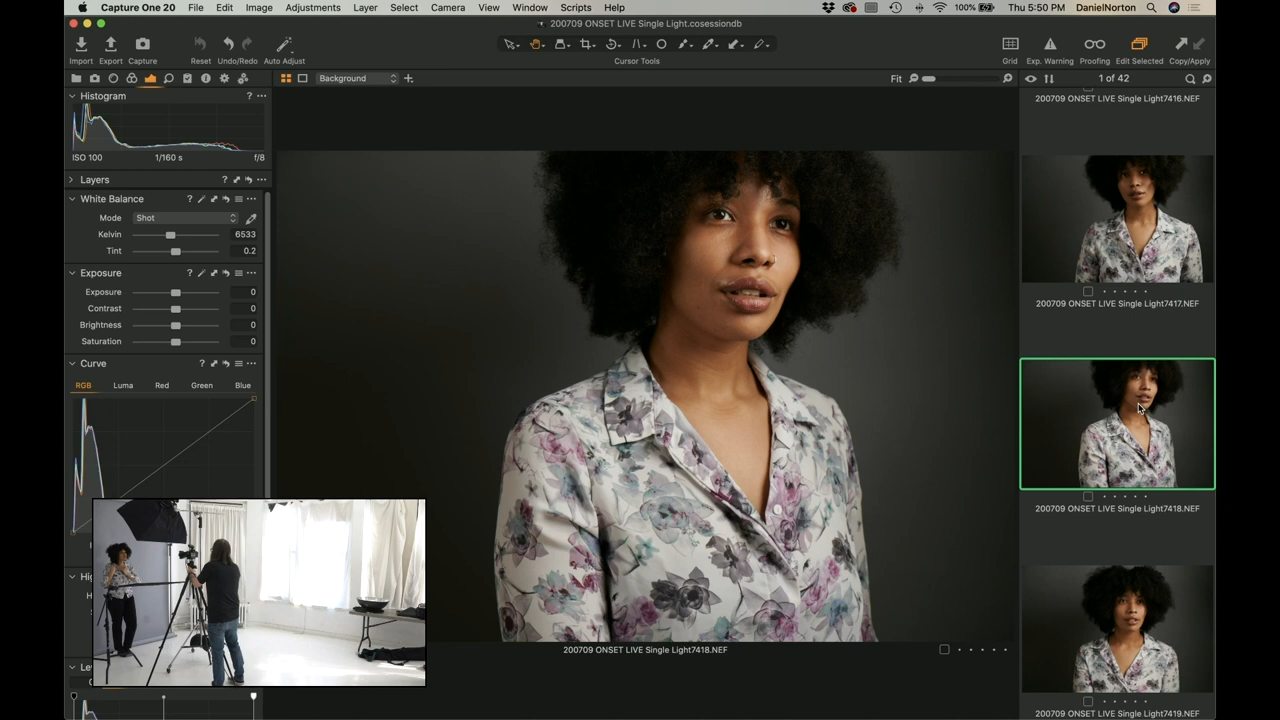 Capture One 20 File Edit Image Adjustments Layer Select Camera View Window Scripts Help 100% Thu 5:50 PM DanielNorton
200709 ONSET LIVE Single Light.cosessiondb
Import Export Capture Reset Undo/Redo Auto Adjust Cursor Tools Grid Exp. Warning Proofing Edit Selected Copy/Apply
Background Fit 1 of 42
Histogram ?
ISO 100 1/160 s f/8
Layers ?
White Balance ?
Mode Shot
Kelvin 6533
Tint 0.2
Exposure ?
Exposure 0
Contrast 0
Brightness 0
Saturation 0
Curve ?
RGB Luma Red Green Blue
200709 ONSET LIVE Single Light7418.NEF
200709 ONSET LIVE Single Light7416.NEF
200709 ONSET LIVE Single Light7417.NEF
200709 ONSET LIVE Single Light7418.NEF
200709 ONSET LIVE Single Light7419.NEF